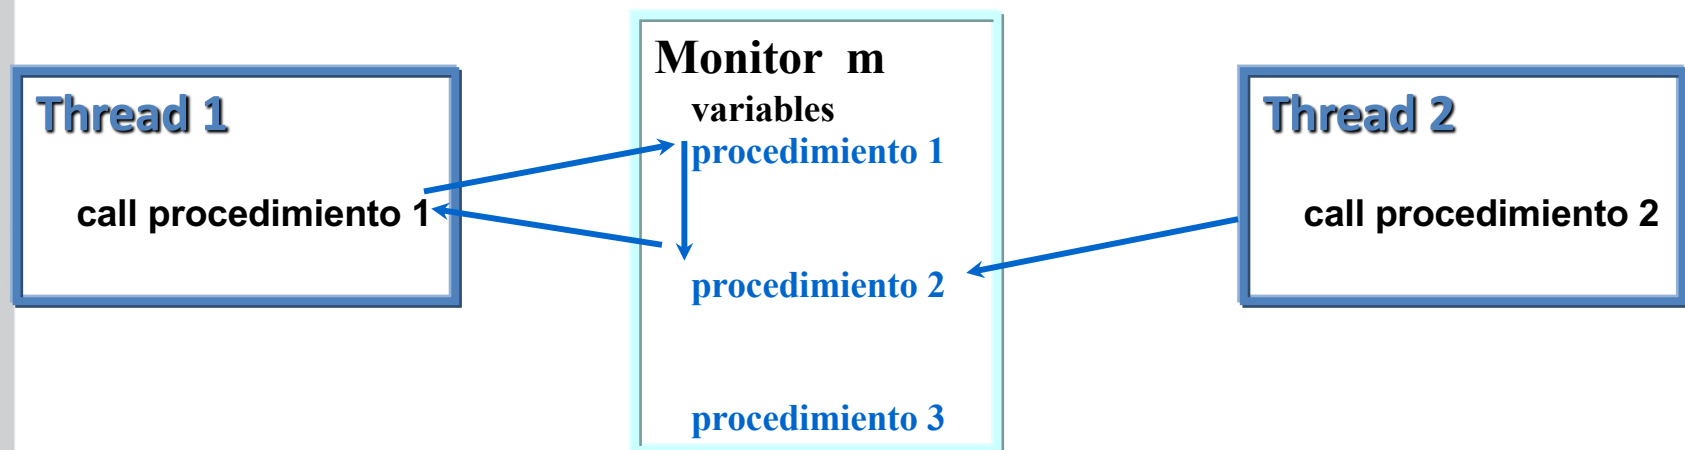 Thread 1
call procedimiento 1
Monitor m
variables
procedimiento 1
procedimiento 2
procedimiento 3
Thread 2
call procedimiento 2